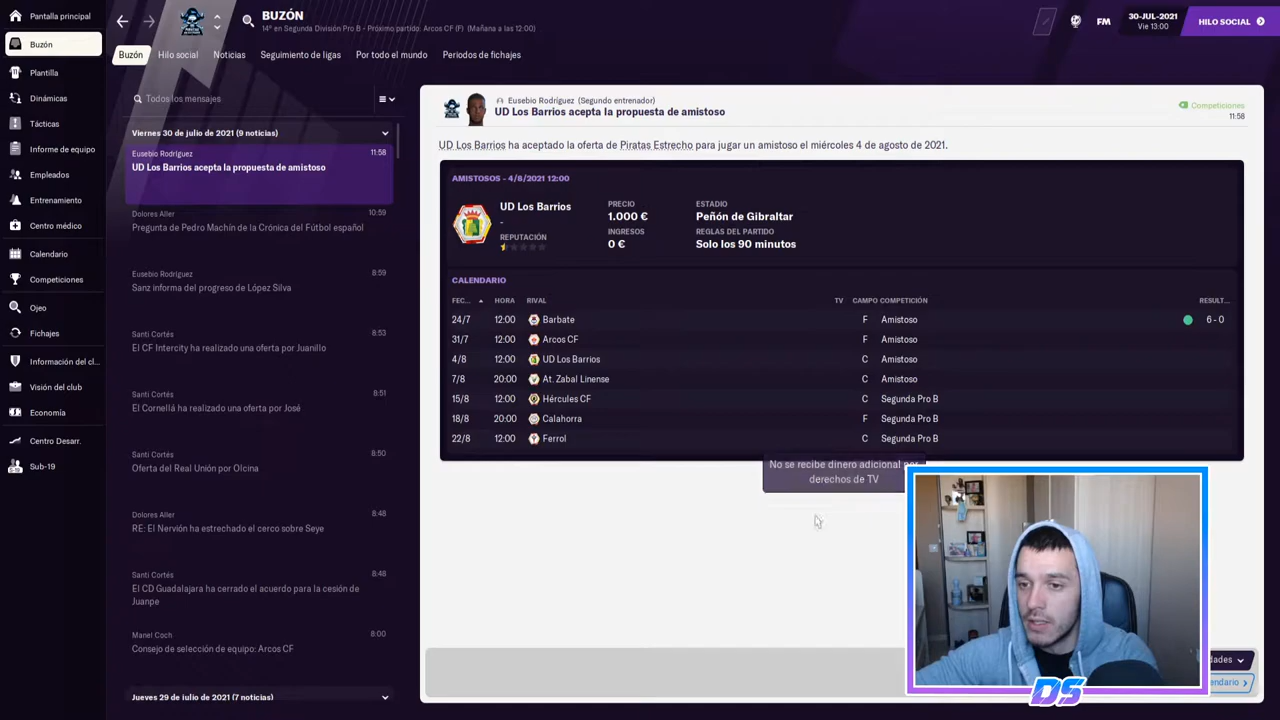 Pantalla principal
Buzón
Plantilla
Dinámicas
Tácticas
Informe de equipo
Empleados
Entrenamiento
Centro médico
Calendario
Competiciones
Ojeo
Fichajes
Información del cl...
Visión del club
Economía
Centro Desarr.
Sub-19
BUZÓN
14º en Segunda División Pro B - Próximo partido: Arcos CF (F) (Mañana a las 12:00)
FM
30-JUL-2021
Vie 13:00
HILO SOCIAL
Buzón Hilo social Noticias Seguimiento de ligas Por todo el mundo Periodos de fichajes
Todos los mensajes
Viernes 30 de julio de 2021 (9 noticias)
Eusebio Rodríguez 11:58
UD Los Barrios acepta la propuesta de amistoso
Dolores Aller 10:59
Pregunta de Pedro Machín de la Crónica del Fútbol español
Eusebio Rodríguez 8:59
Sanz informa del progreso de López Silva
Santi Cortés 8:53
El CF Intercity ha realizado una oferta por Juanillo
Santi Cortés 8:51
El Cornellá ha realizado una oferta por José
Santi Cortés 8:50
Oferta del Real Unión por Olcina
Dolores Aller 8:48
RE: El Nervión ha estrechado el cerco sobre Seye
Santi Cortés 8:48
El CD Guadalajara ha cerrado el acuerdo para la cesión de
Juanpe
Manel Coch 8:00
Consejo de selección de equipo: Arcos CF
Jueves 29 de julio de 2021 (7 noticias)
Eusebio Rodríguez (Segundo entrenador)
UD Los Barrios acepta la propuesta de amistoso
Competiciones
11:58
UD Los Barrios ha aceptado la oferta de Piratas Estrecho para jugar un amistoso el miércoles 4 de agosto de 2021.
AMISTOSOS - 4/8/2021 12:00
UD Los Barrios
-
REPUTACIÓN
PRECIO
1.000 €
INGRESOS
0 €
ESTADIO
Peñón de Gibraltar
REGLAS DEL PARTIDO
Solo los 90 minutos
CALENDARIO
FEC... HORA RIVAL TV CAMPO COMPETICIÓN RESULT...
24/7 12:00 Barbate F Amistoso 6 - 0
31/7 12:00 Arcos CF F Amistoso
4/8 12:00 UD Los Barrios C Amistoso
7/8 20:00 At. Zabal Linense C Amistoso
15/8 12:00 Hércules CF C Segunda Pro B
18/8 20:00 Calahorra F Segunda Pro B
22/8 12:00 Ferrol C Segunda Pro B
No se recibe dinero adicional por
derechos de TV
dades
endario
DS